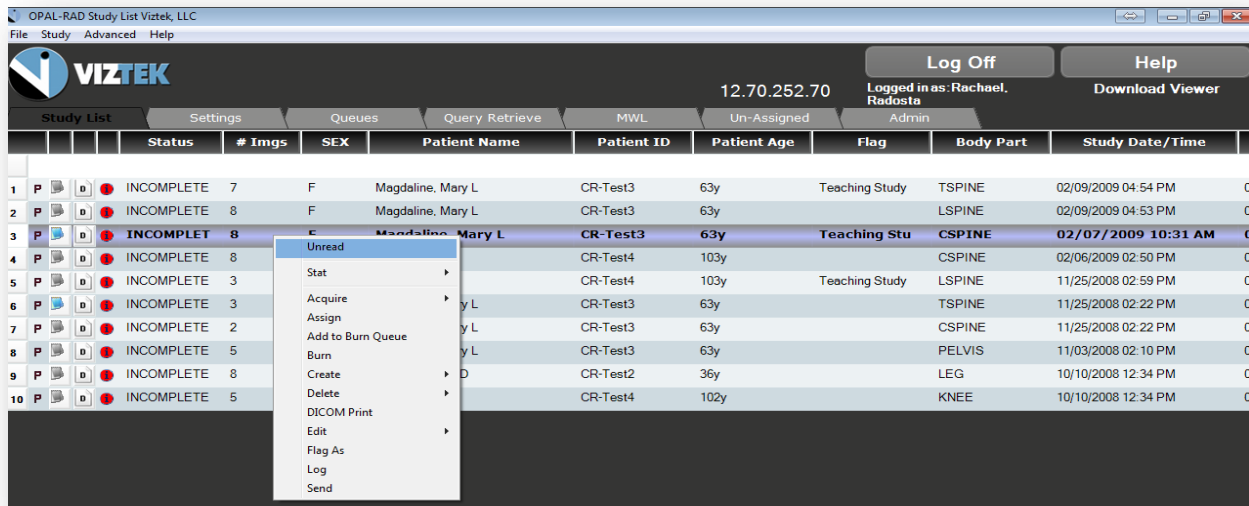 OPAL-RAD Study List Viztek, LLC
File Study Advanced Help
VIZTEK
Log Off Help
12.70.252.70 Logged in as: Rachael, Radosta Download Viewer
Study List Settings Queues Query Retrieve MWL Un-Assigned Admin
Status # Imgs SEX Patient Name Patient ID Patient Age Flag Body Part Study Date/Time
1 P D INCOMPLETE 7 F Magdaline, Mary L CR-Test3 63y Teaching Study TSPINE 02/09/2009 04:54 PM
2 P D INCOMPLETE 8 F Magdaline, Mary L CR-Test3 63y LSPINE 02/09/2009 04:53 PM
3 P D INCOMPLET 8 F Magdaline, Mary L CR-Test3 63y Teaching Stu CSPINE 02/07/2009 10:31 AM
4 P D INCOMPLETE 8 CR-Test4 103y CSPINE 02/06/2009 02:50 PM
5 P D INCOMPLETE 3 CR-Test4 103y Teaching Study LSPINE 11/25/2008 02:59 PM
6 P D INCOMPLETE 3 y L CR-Test3 63y TSPINE 11/25/2008 02:22 PM
7 P D INCOMPLETE 2 y L CR-Test3 63y CSPINE 11/25/2008 02:22 PM
8 P D INCOMPLETE 5 y L CR-Test3 63y PELVIS 11/03/2008 02:10 PM
9 P D INCOMPLETE 8 D CR-Test2 36y LEG 10/10/2008 12:34 PM
10 P D INCOMPLETE 5 CR-Test4 102y KNEE 10/10/2008 12:34 PM
Unread
Stat
Acquire
Assign
Add to Burn Queue
Burn
Create
Delete
DICOM Print
Edit
Flag As
Log
Send